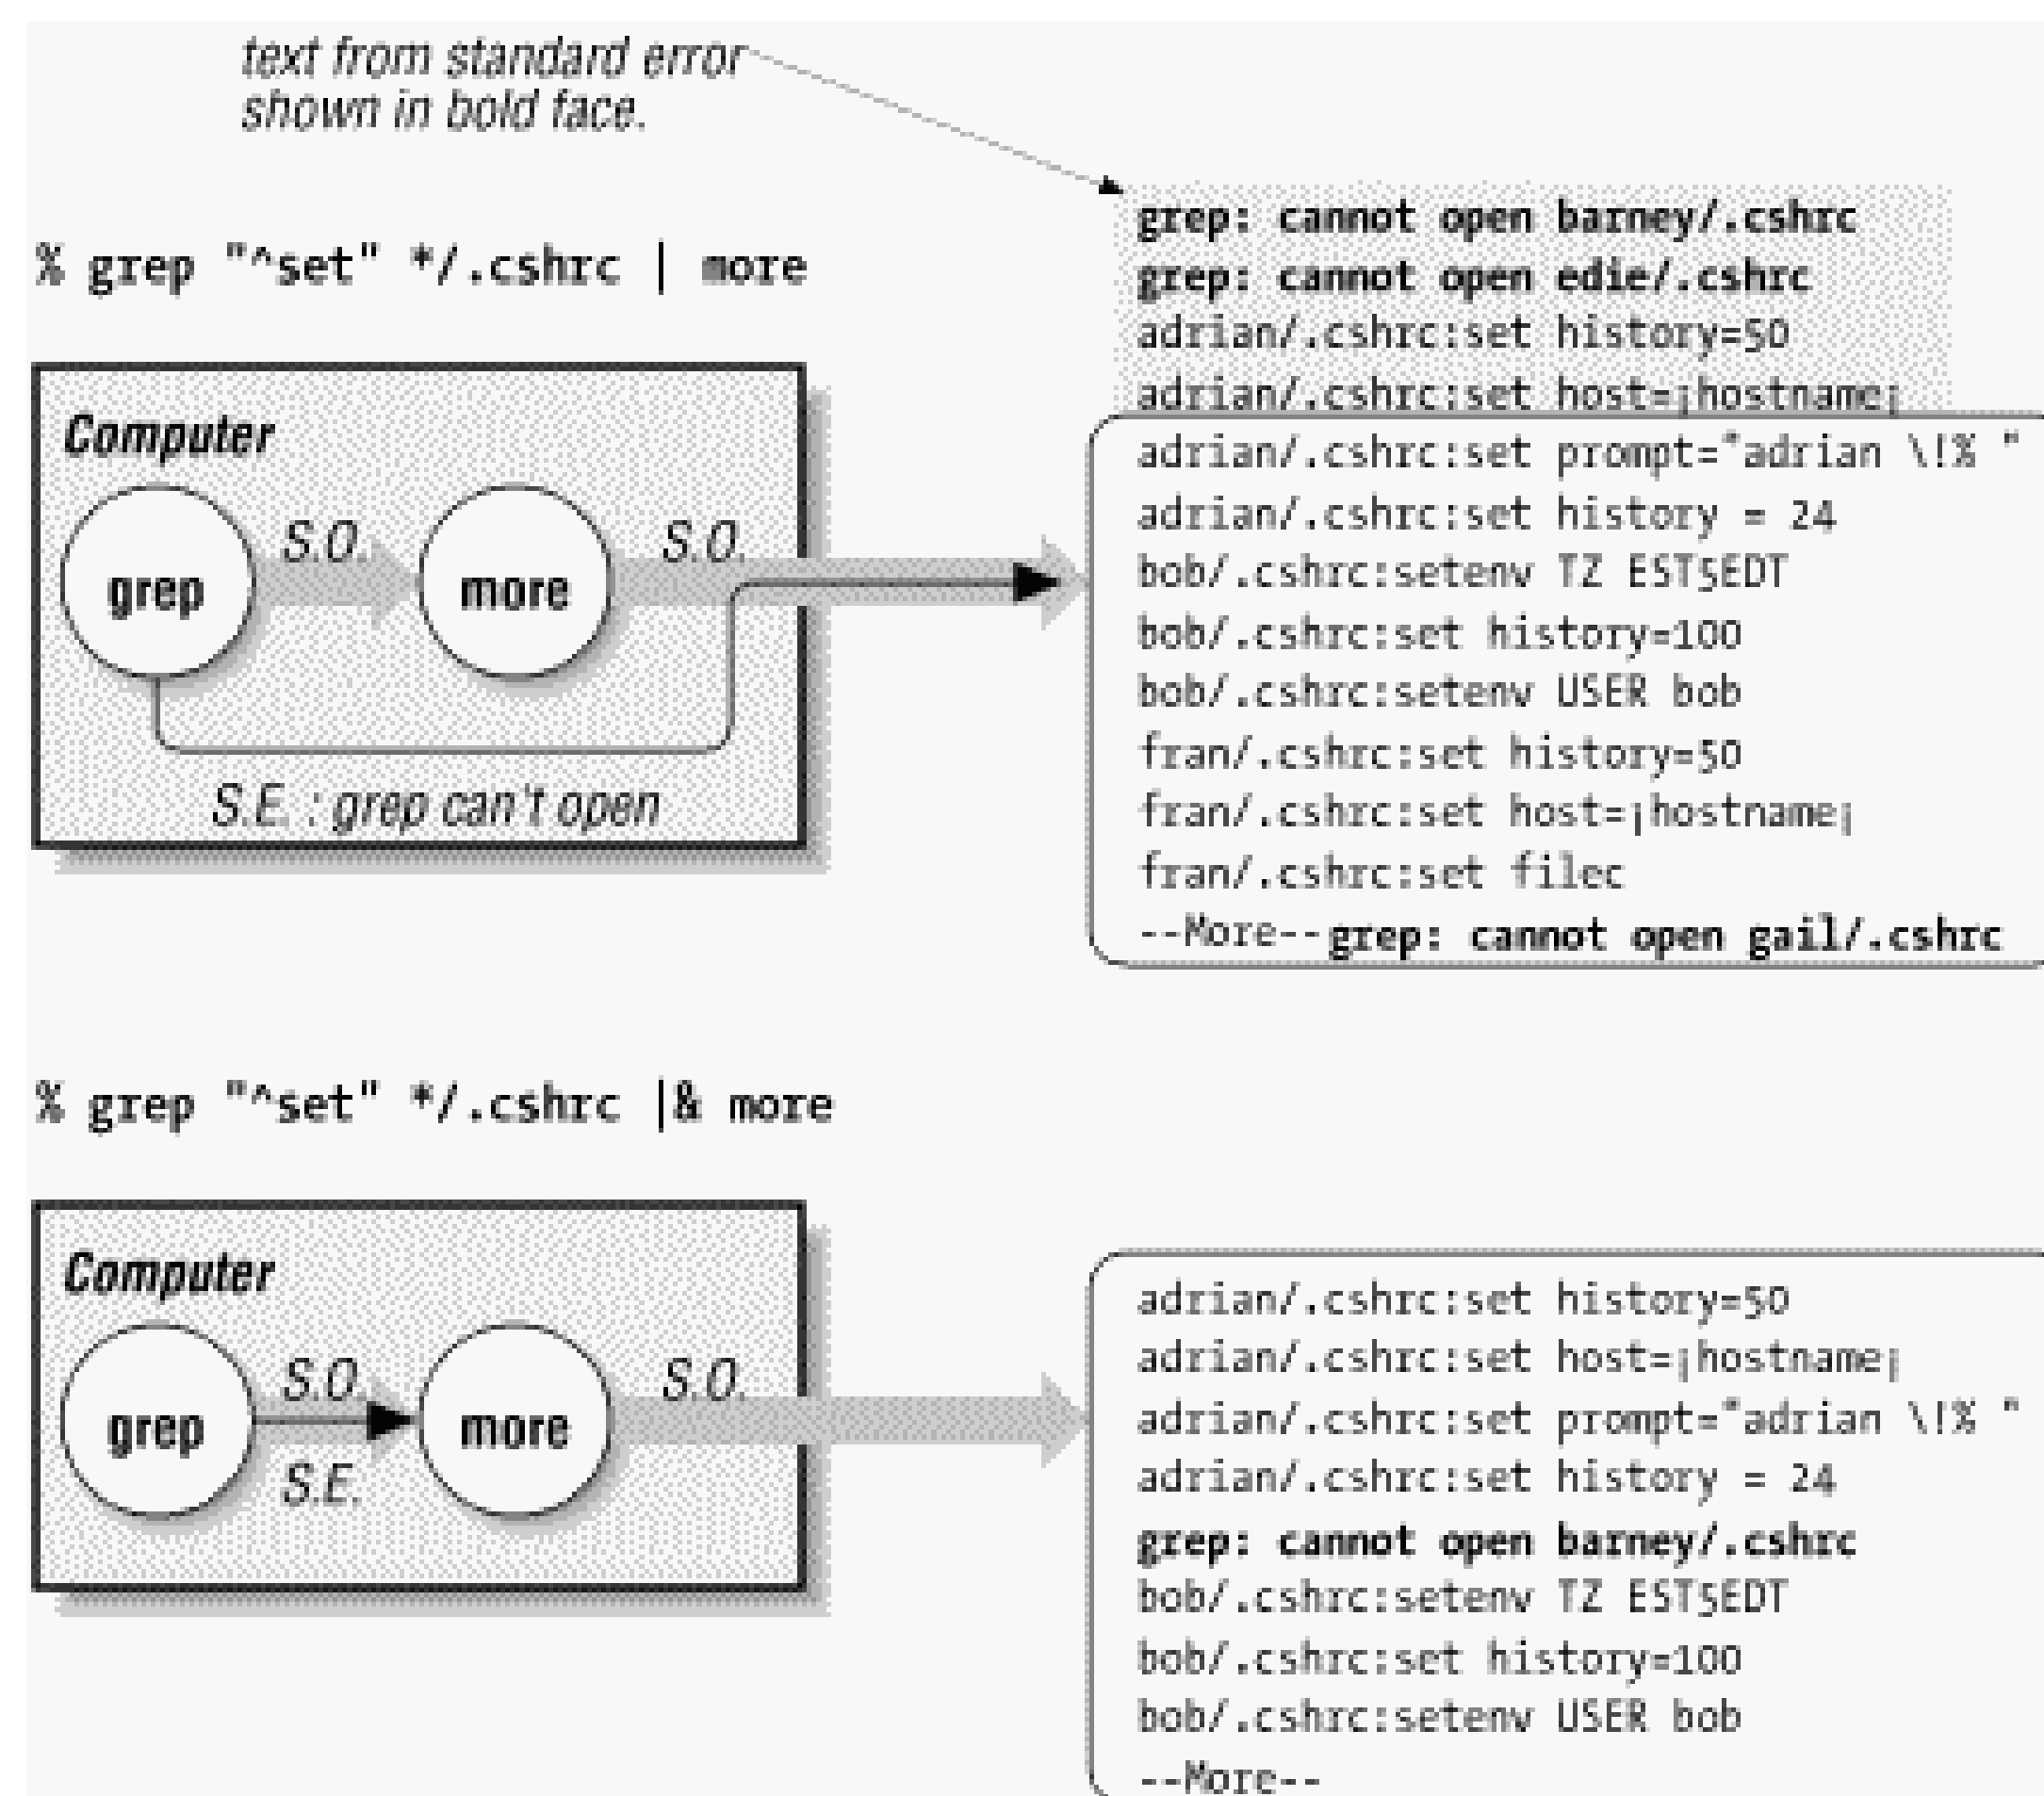 text from standard error
shown in bold face.
% grep "^set" */.cshrc | more
grep: cannot open barney/.cshrc
grep: cannot open edie/.cshrc
adrian/.cshrc:set history=50
adrian/.cshrc:set host=¡hostname¡
Computer
grep
S.O.
more
S.O.
S.E. : grep can't open
adrian/.cshrc:set prompt="adrian \!% "
adrian/.cshrc:set history = 24
bob/.cshrc:setenv TZ EST5EDT
bob/.cshrc:set history=100
bob/.cshrc:setenv USER bob
fran/.cshrc:set history=50
fran/.cshrc:set host=¡hostname¡
fran/.cshrc:set filec
--More--grep: cannot open gail/.cshrc
% grep "^set" */.cshrc |& more
Computer
grep
S.O.
S.E.
more
S.O.
adrian/.cshrc:set history=50
adrian/.cshrc:set host=¡hostname¡
adrian/.cshrc:set prompt="adrian \!% "
adrian/.cshrc:set history = 24
grep: cannot open barney/.cshrc
bob/.cshrc:setenv TZ EST5EDT
bob/.cshrc:set history=100
bob/.cshrc:setenv USER bob
--More--